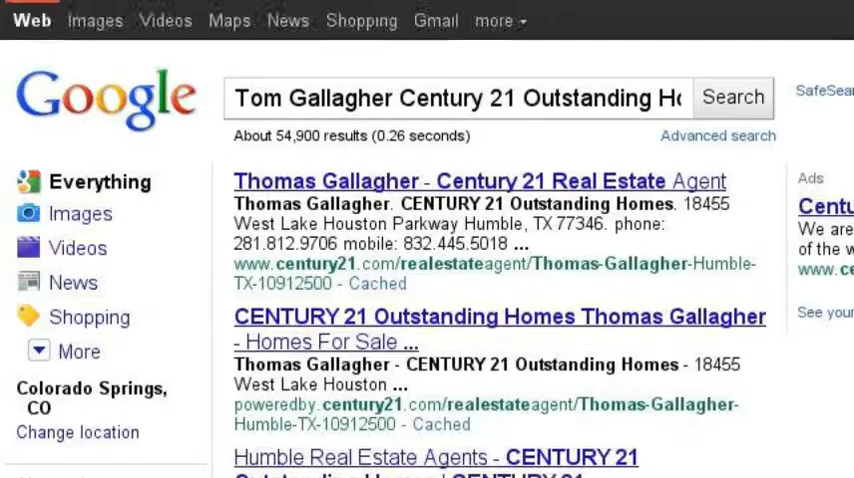 Web Images Videos Maps News Shopping Gmail more
Google
Tom Gallagher Century 21 Outstanding
Search
SafeSear
About 54,900 results (0.26 seconds)
Advanced search
Everything
Images
Videos
News
Shopping
More
Colorado Springs,
CO
Change location
Thomas Gallagher - Century 21 Real Estate Agent
Thomas Gallagher. CENTURY 21 Outstanding Homes. 18455
West Lake Houston Parkway Humble, TX 77346. phone:
281.812.9706 mobile: 832.445.5018 ...
www.century21.com/realestateagent/Thomas-Gallagher-Humble-
TX-10912500 - Cached
CENTURY 21 Outstanding Homes Thomas Gallagher
- Homes For Sale ...
Thomas Gallagher - CENTURY 21 Outstanding Homes - 18455
West Lake Houston ...
poweredby.century21.com/realestateagent/Thomas-Gallagher-
Humble-TX-10912500 - Cached
Humble Real Estate Agents - CENTURY 21
Outstanding Homes | CENTURY 21
Ads
Centu
We are
of the w
www.ce
See your